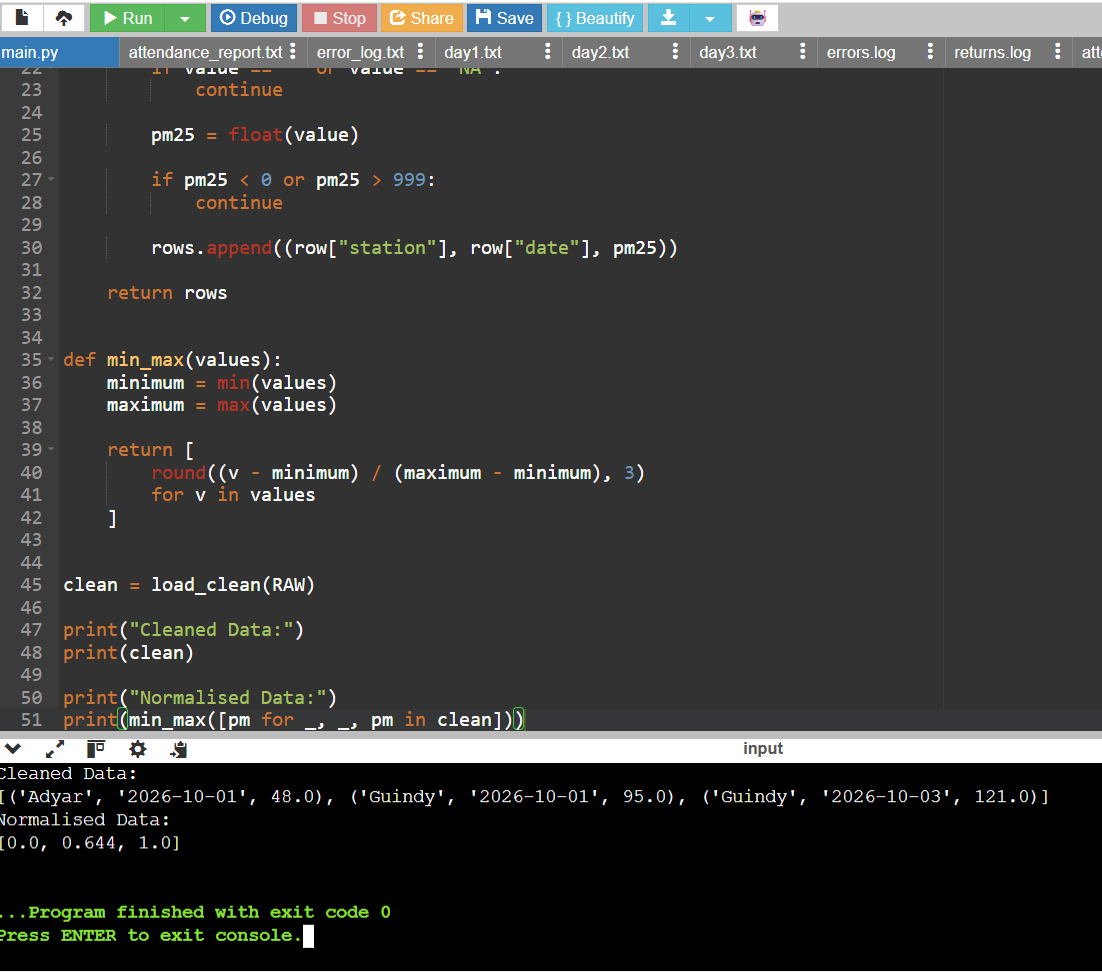 Run Debug Stop Share Save { } Beautify
main.py attendance_report.txt error_log.txt day1.txt day2.txt day3.txt errors.log returns.log att
22 if value == or value == "NA":
23 continue
24
25 pm25 = float(value)
26
27 if pm25 < 0 or pm25 > 999:
28 continue
29
30 rows.append((row["station"], row["date"], pm25))
31
32 return rows
33
34
35 def min_max(values):
36 minimum = min(values)
37 maximum = max(values)
38
39 return [
40 round((v - minimum) / (maximum - minimum), 3)
41 for v in values
42 ]
43
44
45 clean = load_clean(RAW)
46
47 print("Cleaned Data:")
48 print(clean)
49
50 print("Normalised Data:")
51 print(min_max([pm for _, _, pm in clean]))
input
Cleaned Data:
[('Adyar', '2026-10-01', 48.0), ('Guindy', '2026-10-01', 95.0), ('Guindy', '2026-10-03', 121.0)]
Normalised Data:
[0.0, 0.644, 1.0]
...Program finished with exit code 0
Press ENTER to exit console.